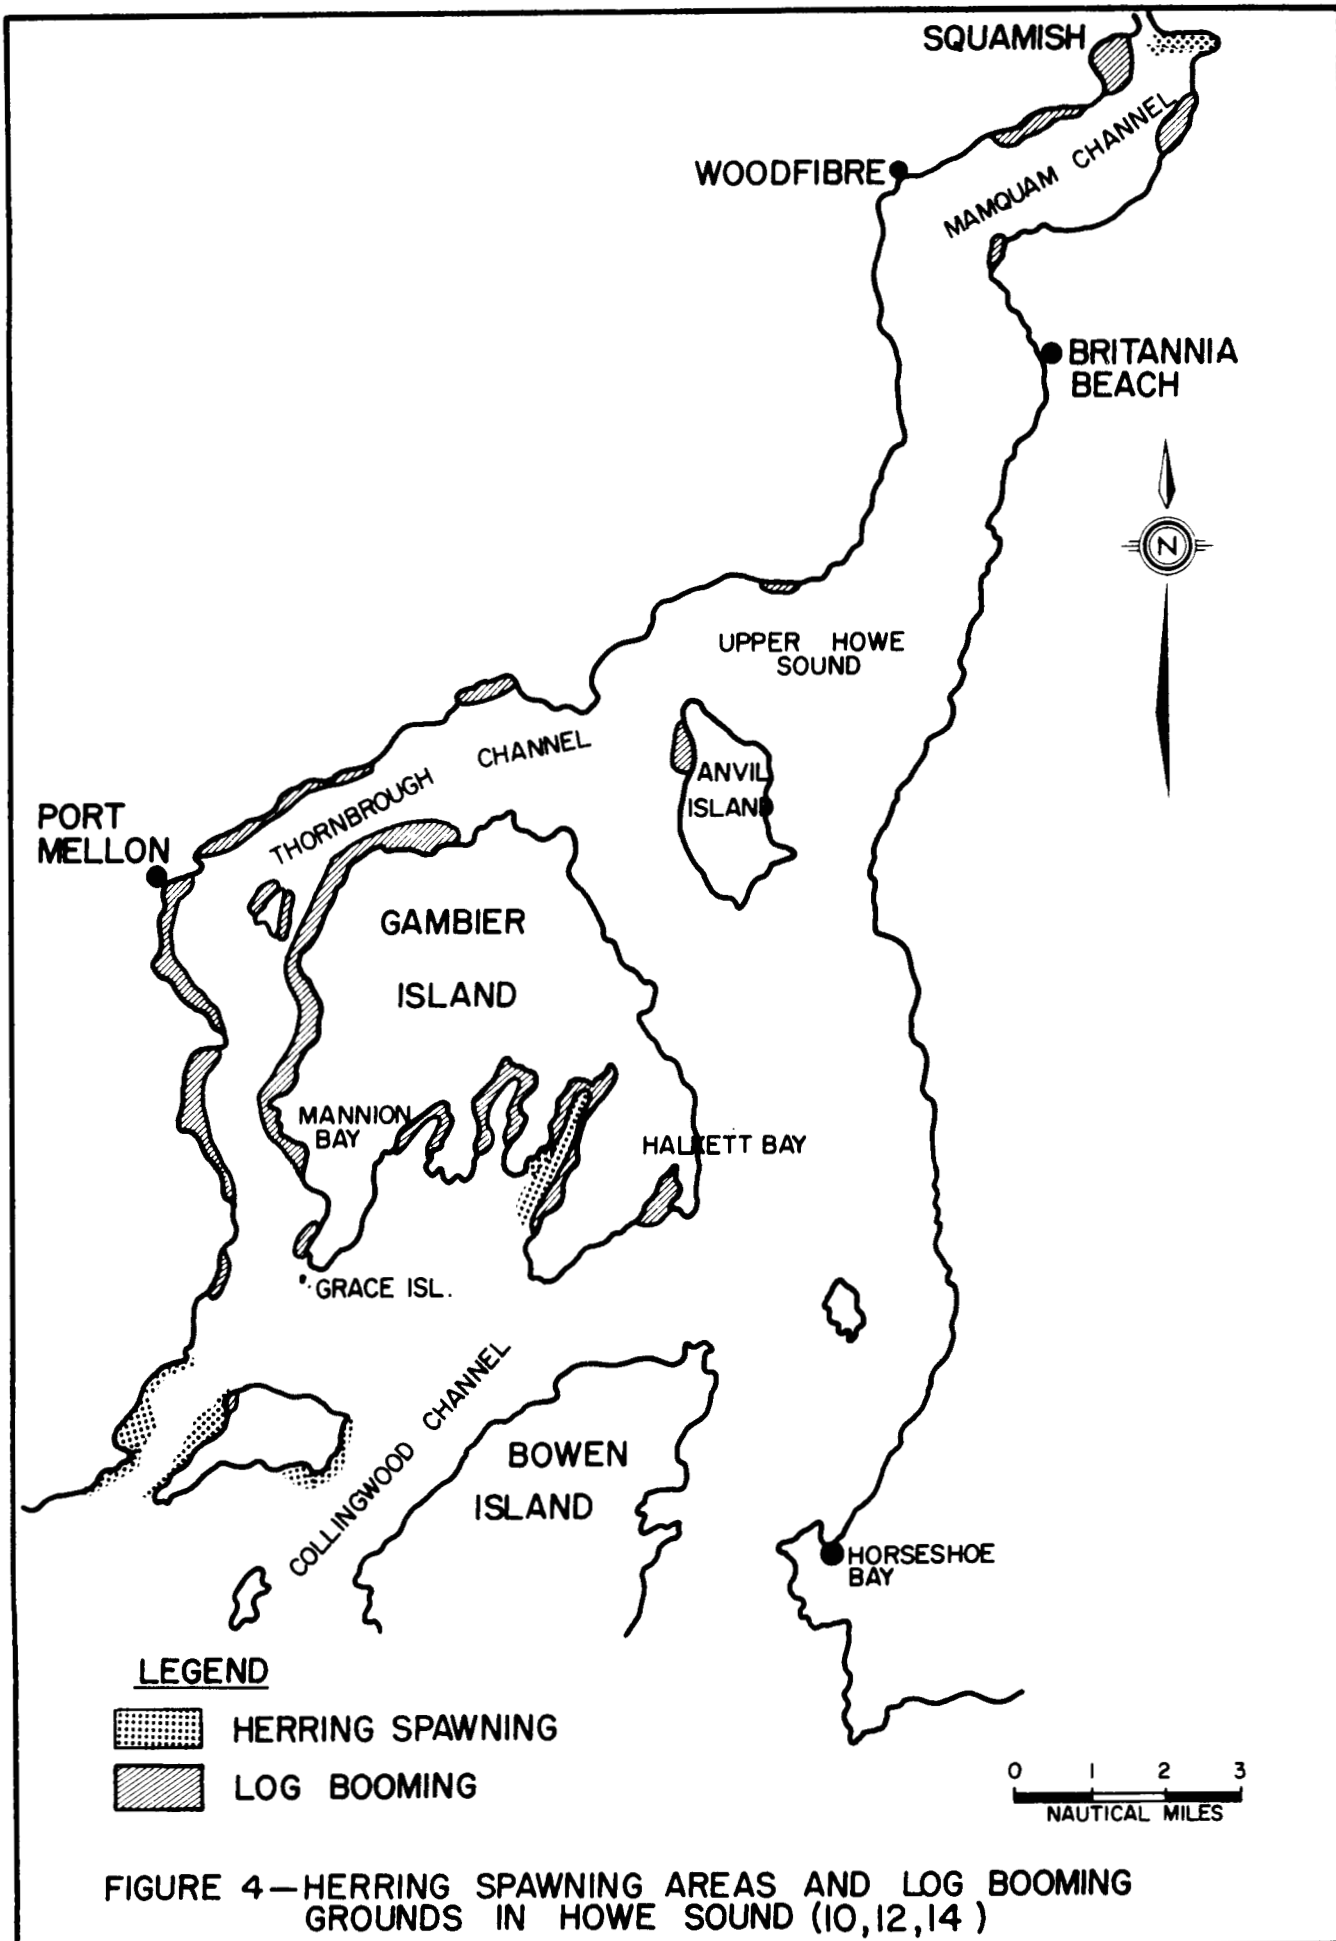 SQUAMISH
MAMQUAM CHANNEL
WOODFIBRE
BRITANNIA
BEACH
N
UPPER HOWE
SOUND
THORNBROUGH CHANNEL
ANVIL
ISLAND
PORT
MELLON
GAMBIER
ISLAND
MANNION
BAY
HALKETT BAY
GRACE ISL.
COLLINGWOOD CHANNEL
BOWEN
ISLAND
HORSESHOE
BAY
LEGEND
HERRING SPAWNING
LOG BOOMING
0 1 2 3
NAUTICAL MILES
FIGURE 4—HERRING SPAWNING AREAS AND LOG BOOMING
GROUNDS IN HOWE SOUND (10,12,14)